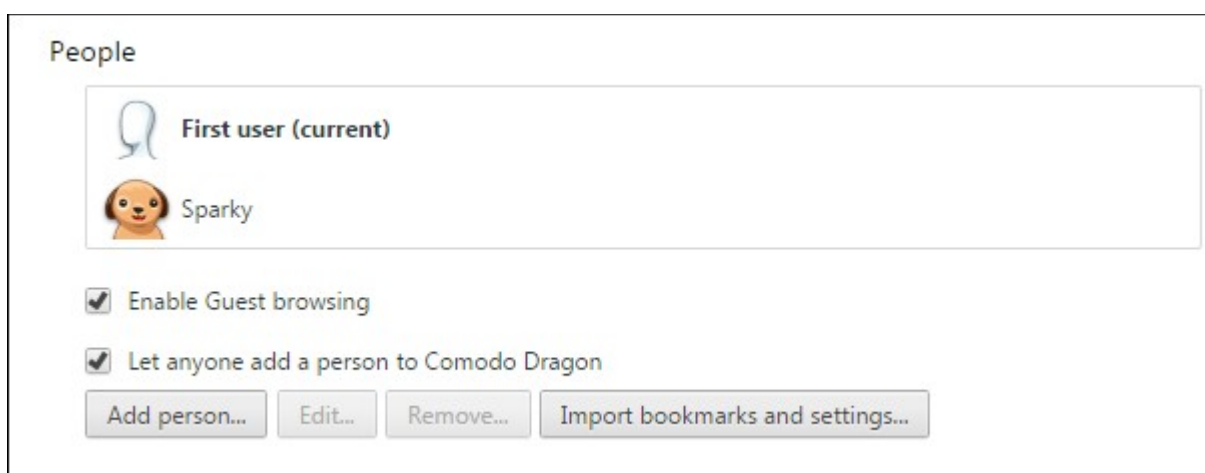 People
First user (current)
Sparky
Enable Guest browsing
Let anyone add a person to Comodo Dragon
Add person... Edit... Remove... Import bookmarks and settings...